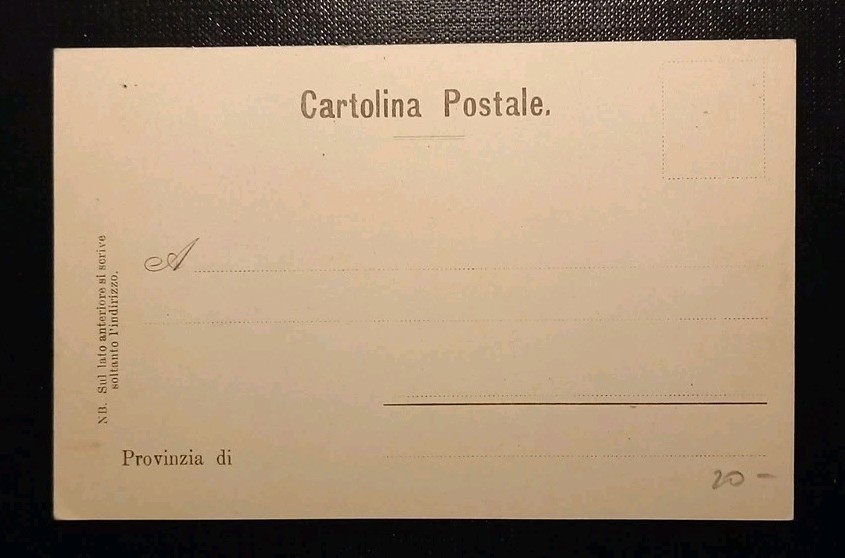 Cartolina Postale.
A
NB. Sul lato anteriore si scrive
soltanto l'indirizzo.
Provinzia di
20 –